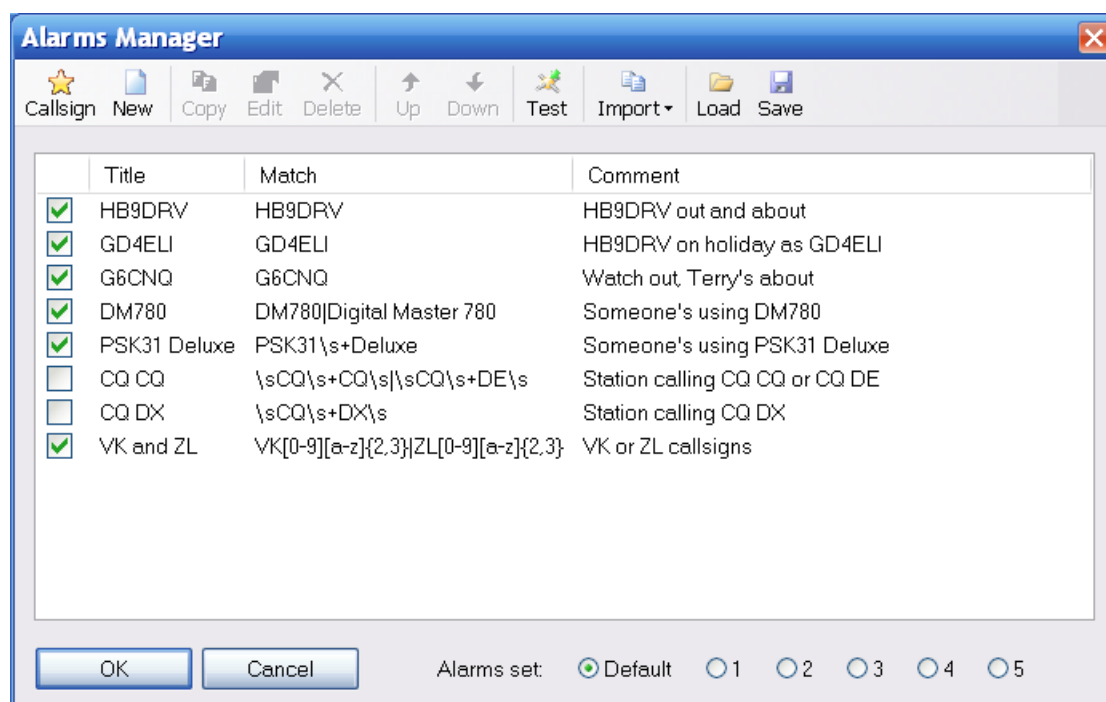 Alarms Manager
Callsign New Copy Edit Delete Up Down Test Import Load Save
Title Match Comment
HB9DRV HB9DRV HB9DRV out and about
GD4ELI GD4ELI HB9DRV on holiday as GD4ELI
G6CNQ G6CNQ Watch out, Terry's about
DM780 DM780|Digital Master 780 Someone's using DM780
PSK31 Deluxe PSK31\s+Deluxe Someone's using PSK31 Deluxe
CQ CQ \sCQ\s+CQ\s|\sCQ\s+DE\s Station calling CQ CQ or CQ DE
CQ DX \sCQ\s+DX\s Station calling CQ DX
VK and ZL VK[0-9][a-z]{2,3}|ZL[0-9][a-z]{2,3} VK or ZL callsigns
OK Cancel Alarms set: Default 1 2 3 4 5